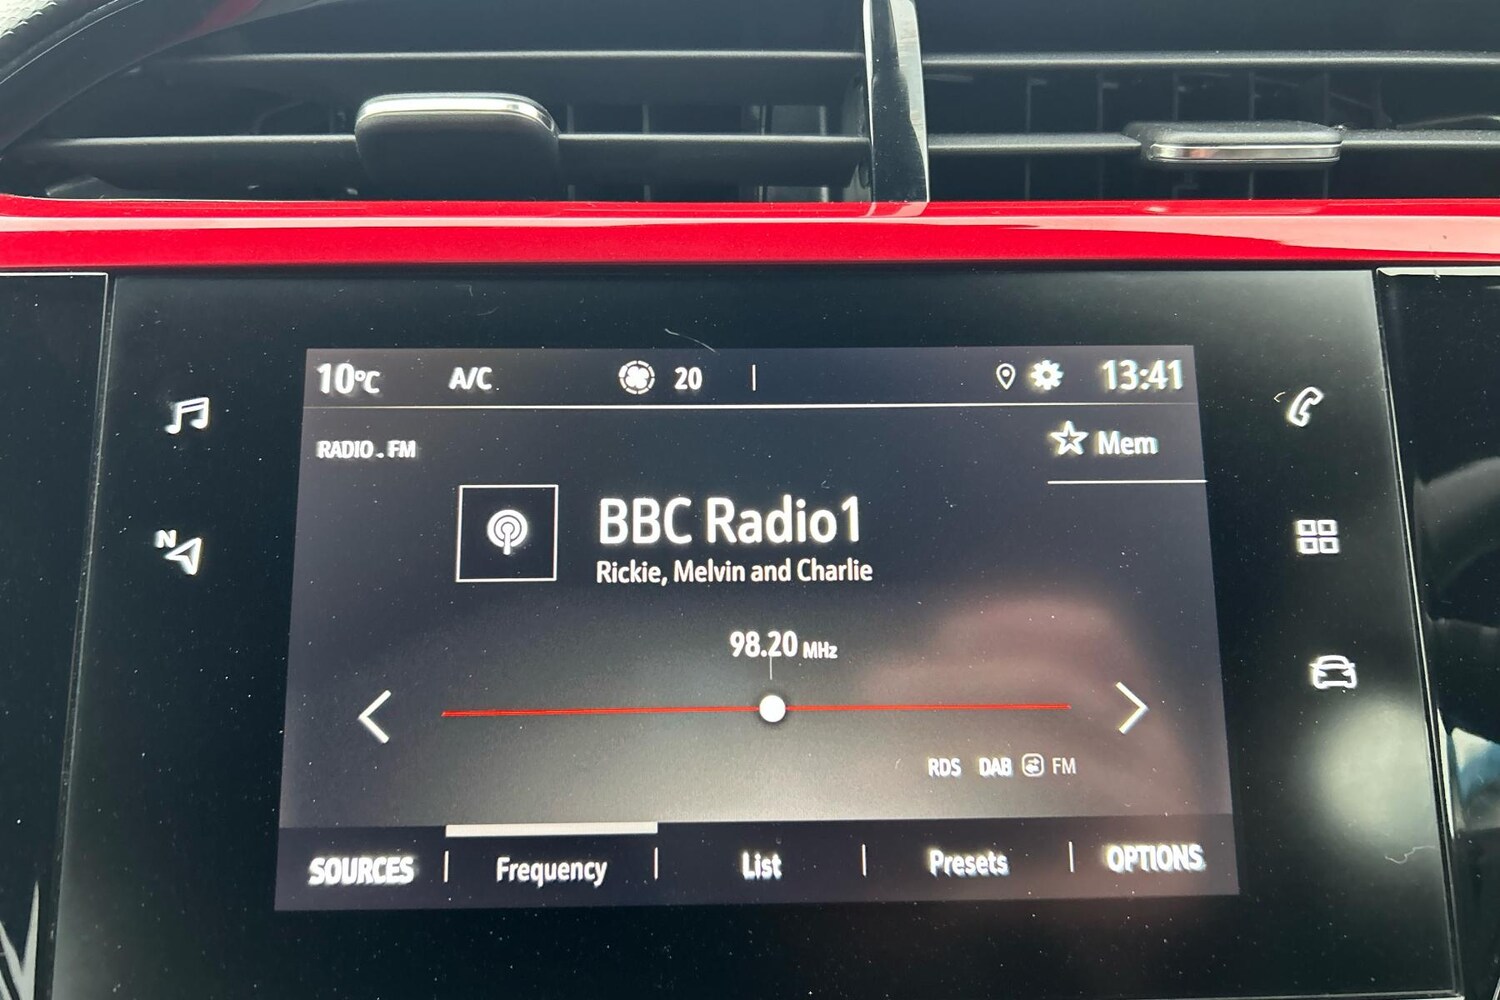 10°C A/C 20 13:41
RADIO . FM
Mem
BBC Radio1
Rickie, Melvin and Charlie
98.20 MHz
N
RDS DAB FM
SOURCES Frequency List Presets OPTIONS